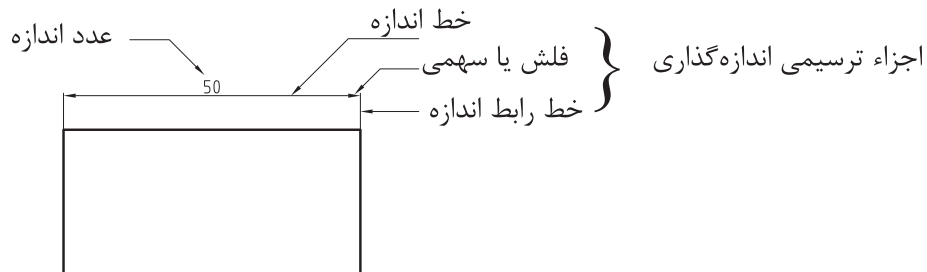 خط اندازه
عدد اندازه
اجزاء ترسیمی اندازه‌گذاری
فلش یا سهمی
50
خط رابط اندازه